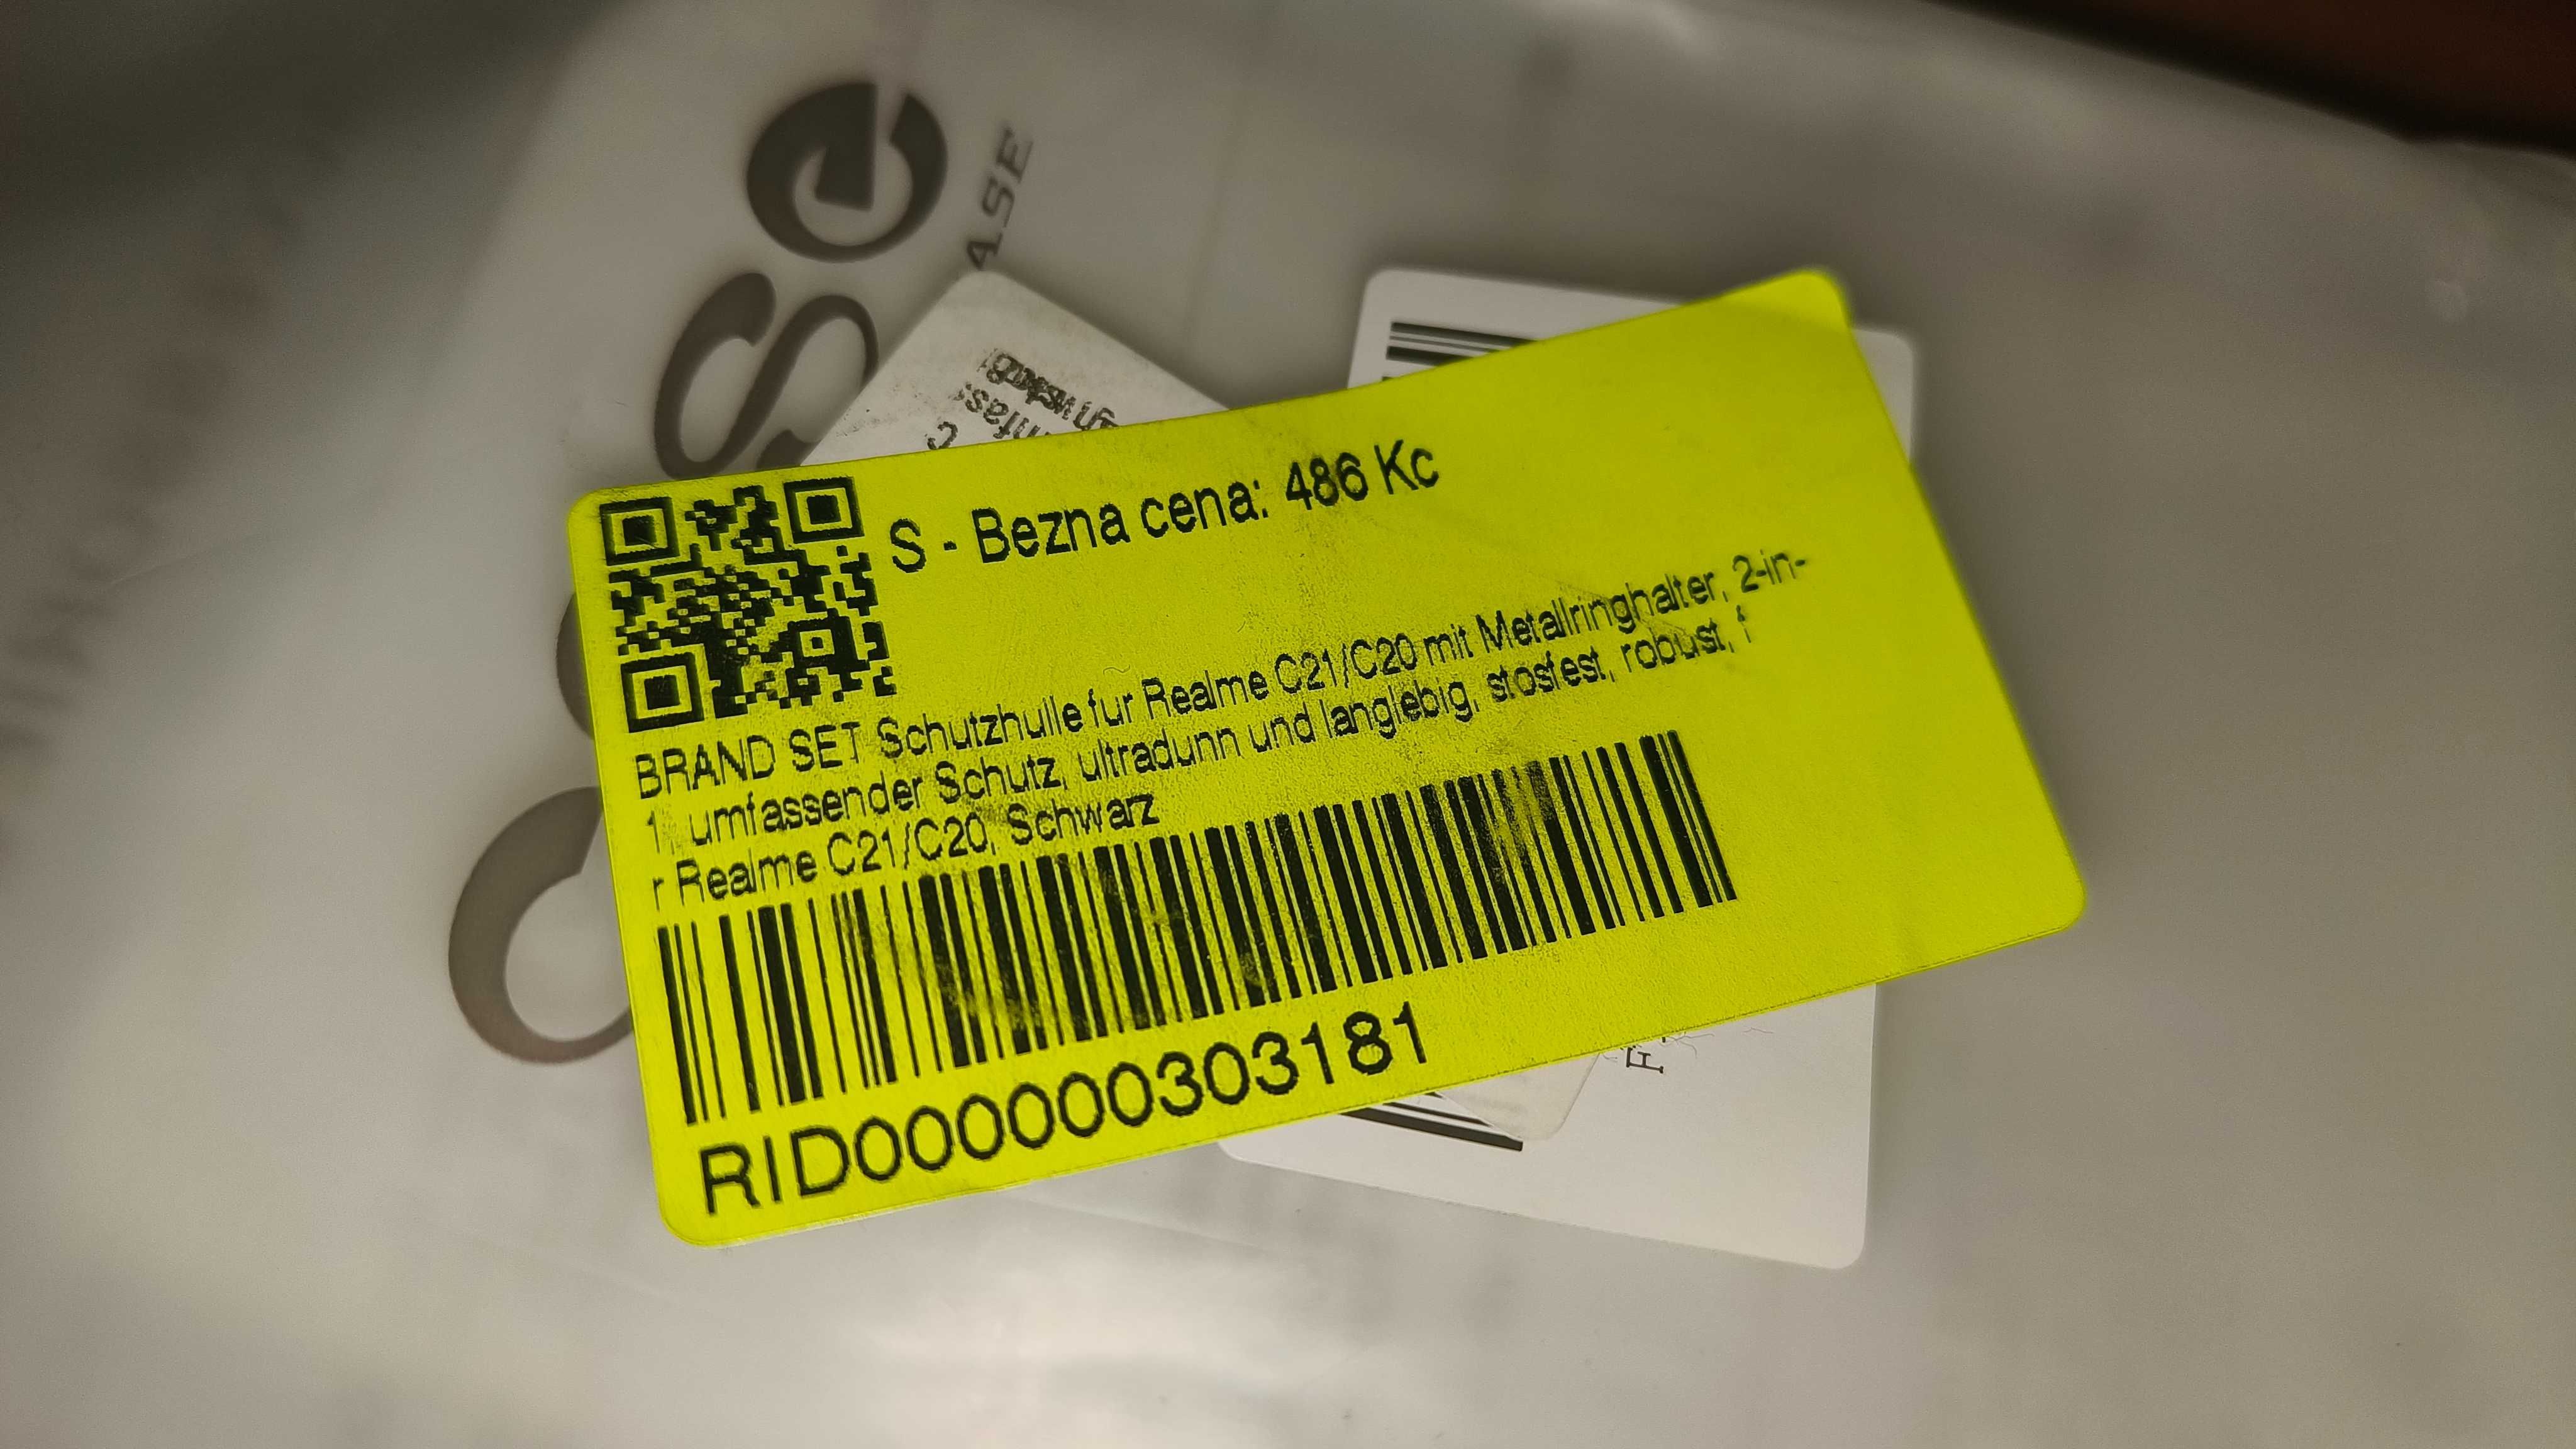 ASE
S - Bezna cena: 486 Kc
BRAND SET Schutzhulle fur Realme C21/C20 mit Metallringhalter, 2-in-
1, umfassender Schutz, ultradunn und langlebig, stosfest, robust, f
r Realme C21/C20, Schwarz
RID000000303181